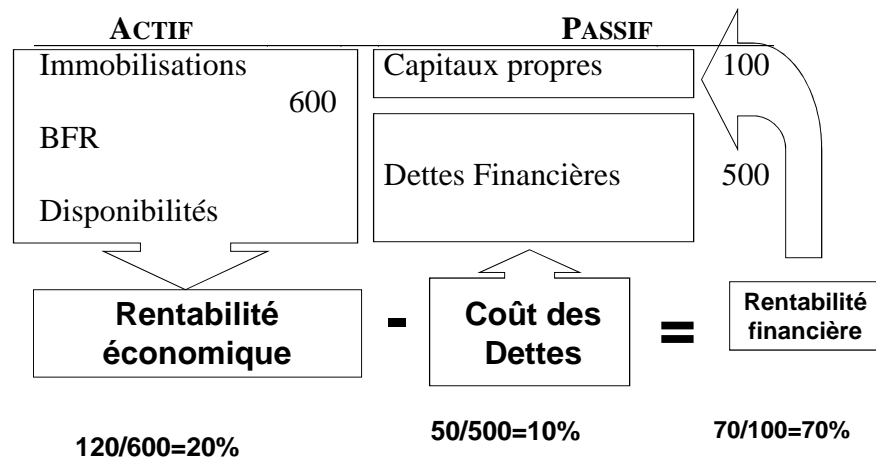 ACTIF PASSIF
Immobilisations
600
BFR
Disponibilités
Capitaux propres 100
Dettes Financières 500
Rentabilité
économique
-
Coût des
Dettes
=
Rentabilité
financière
120/600=20%
50/500=10%
70/100=70%